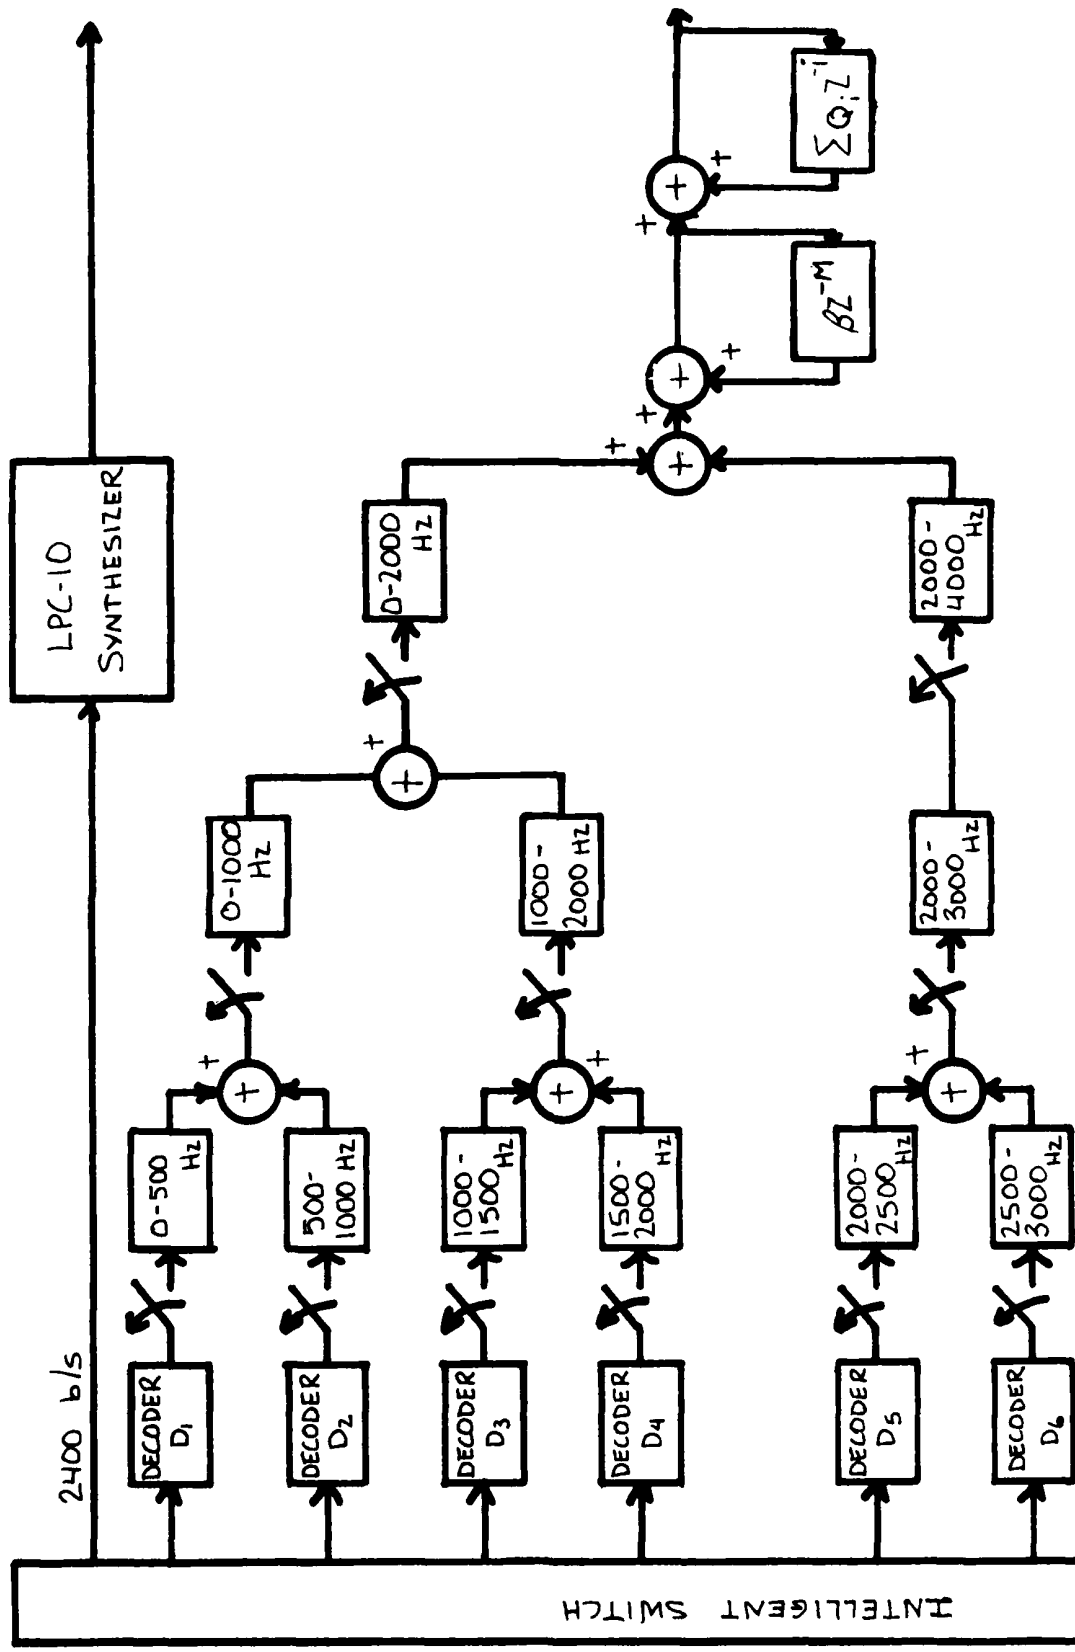 2400 b/s
LPC-10
SYNTHESIZER
INTELLIGENT SWITCH
DECODER
D1
0-500
Hz
DECODER
D2
500-
1000 Hz
+
+
0-1000
Hz
DECODER
D3
1000-
1500 Hz
DECODER
D4
1500-
2000 Hz
+
+
1000-
2000 Hz
+
+
0-2000
Hz
DECODER
D5
2000-
2500 Hz
DECODER
D6
2500-
3000 Hz
+
+
2000-
3000 Hz
2000-
4000 Hz
+
+
+
+
+
βZ^-M
+
+
+
ΣQiZ^-i